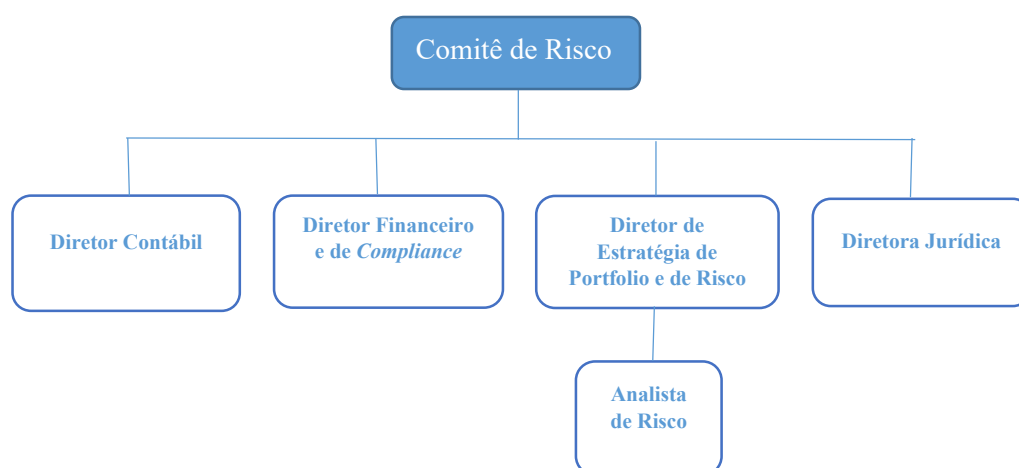 Comitê de Risco
Diretor Contábil
Diretor Financeiro
e de Compliance
Diretor de
Estratégia de
Portfolio e de Risco
Diretora Jurídica
Analista
de Risco